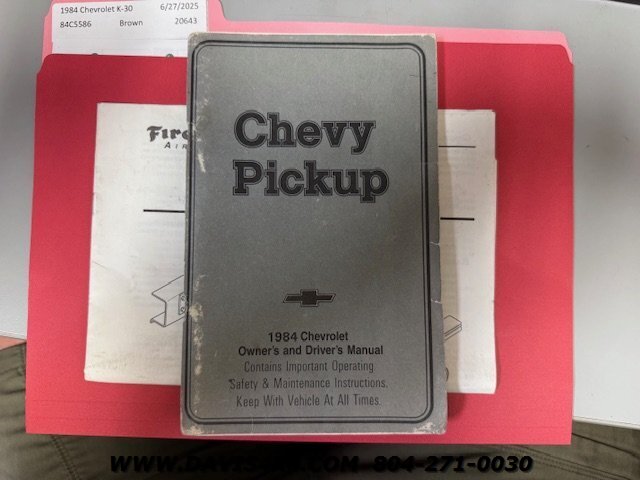 1984 Chevrolet K-30 6/27/2025
84C5586 Brown 20643
Chevy
Pickup
1984 Chevrolet
Owner's and Driver's Manual
Contains Important Operating
Safety & Maintenance Instructions.
Keep With Vehicle At All Times.
804-271-0030